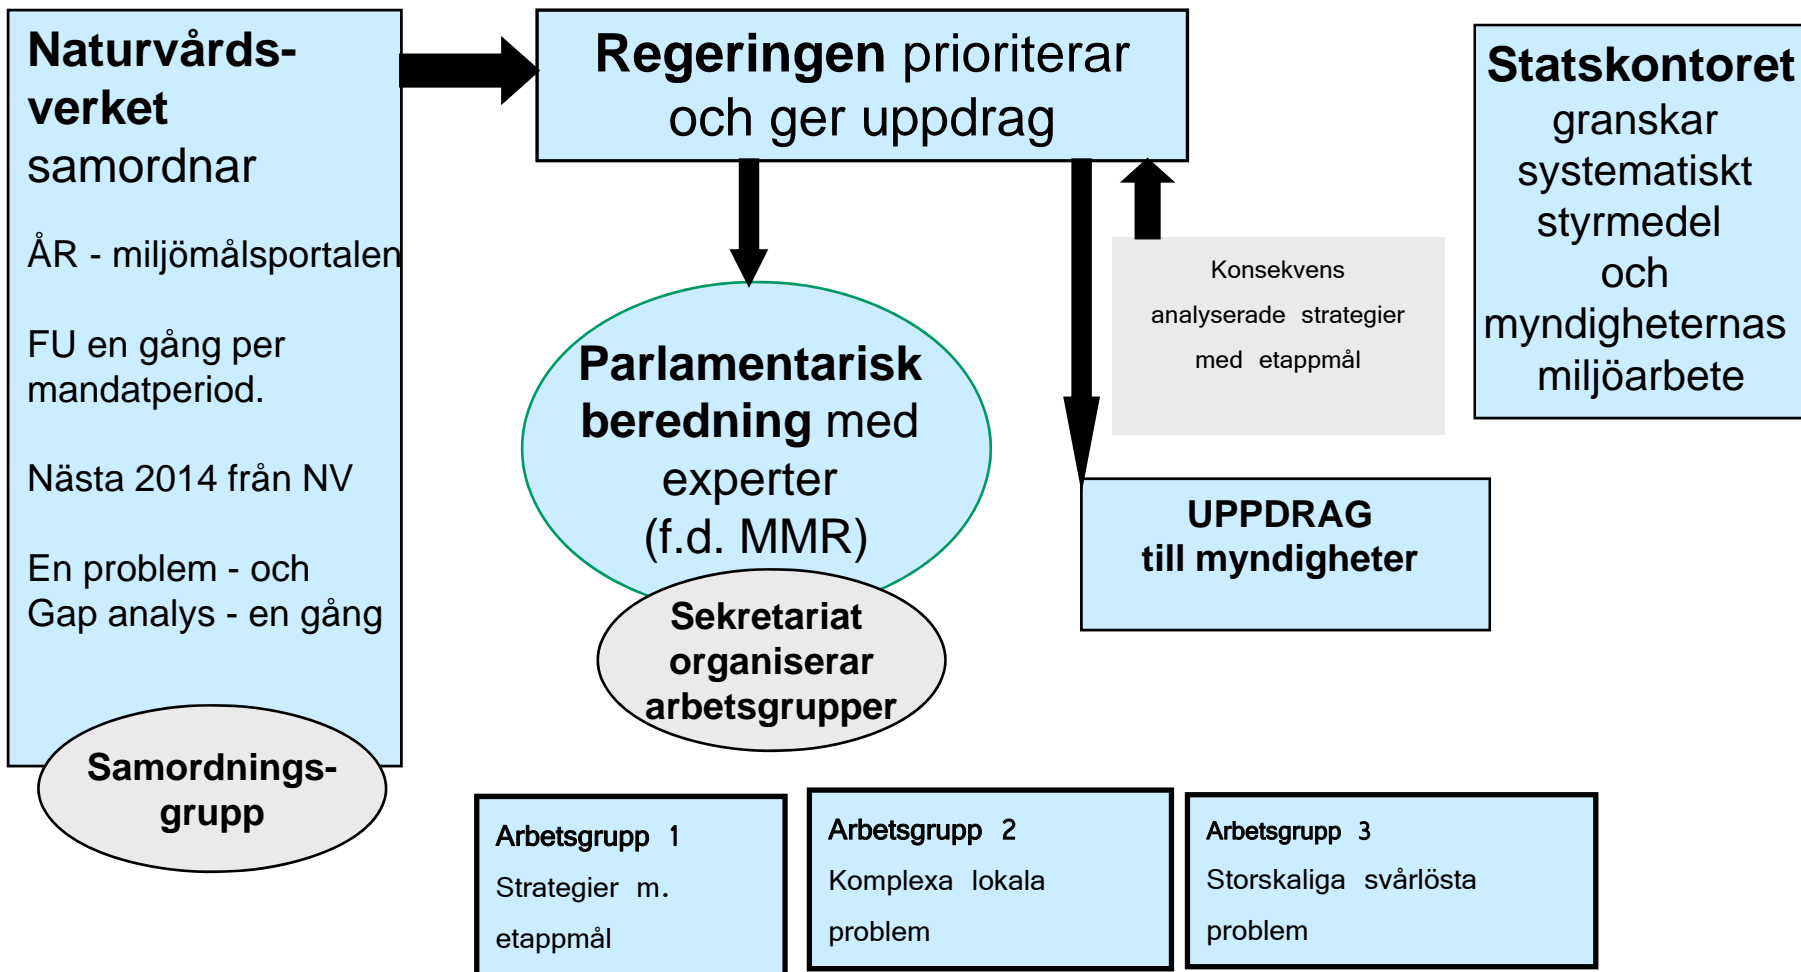 Naturvårds-
verket
samordnar
ÅR - miljömålsportalen
FU en gång per
mandatperiod.
Nästa 2014 från NV
En problem - och
Gap analys - en gång
Samordnings-
grupp
Regeringen prioriterar
och ger uppdrag
Parlamentarisk
beredning med
experter
(f.d. MMR)
Sekretariat
organiserar
arbetsgrupper
Konsekvens
analyserade strategier
med etappmål
UPPDRAG
till myndigheter
Statskontoret
granskar
systematiskt
styrmedel
och
myndigheternas
miljöarbete
Arbetsgrupp 1
Strategier m.
etappmål
Arbetsgrupp 2
Komplexa lokala
problem
Arbetsgrupp 3
Storskaliga svårlösta
problem